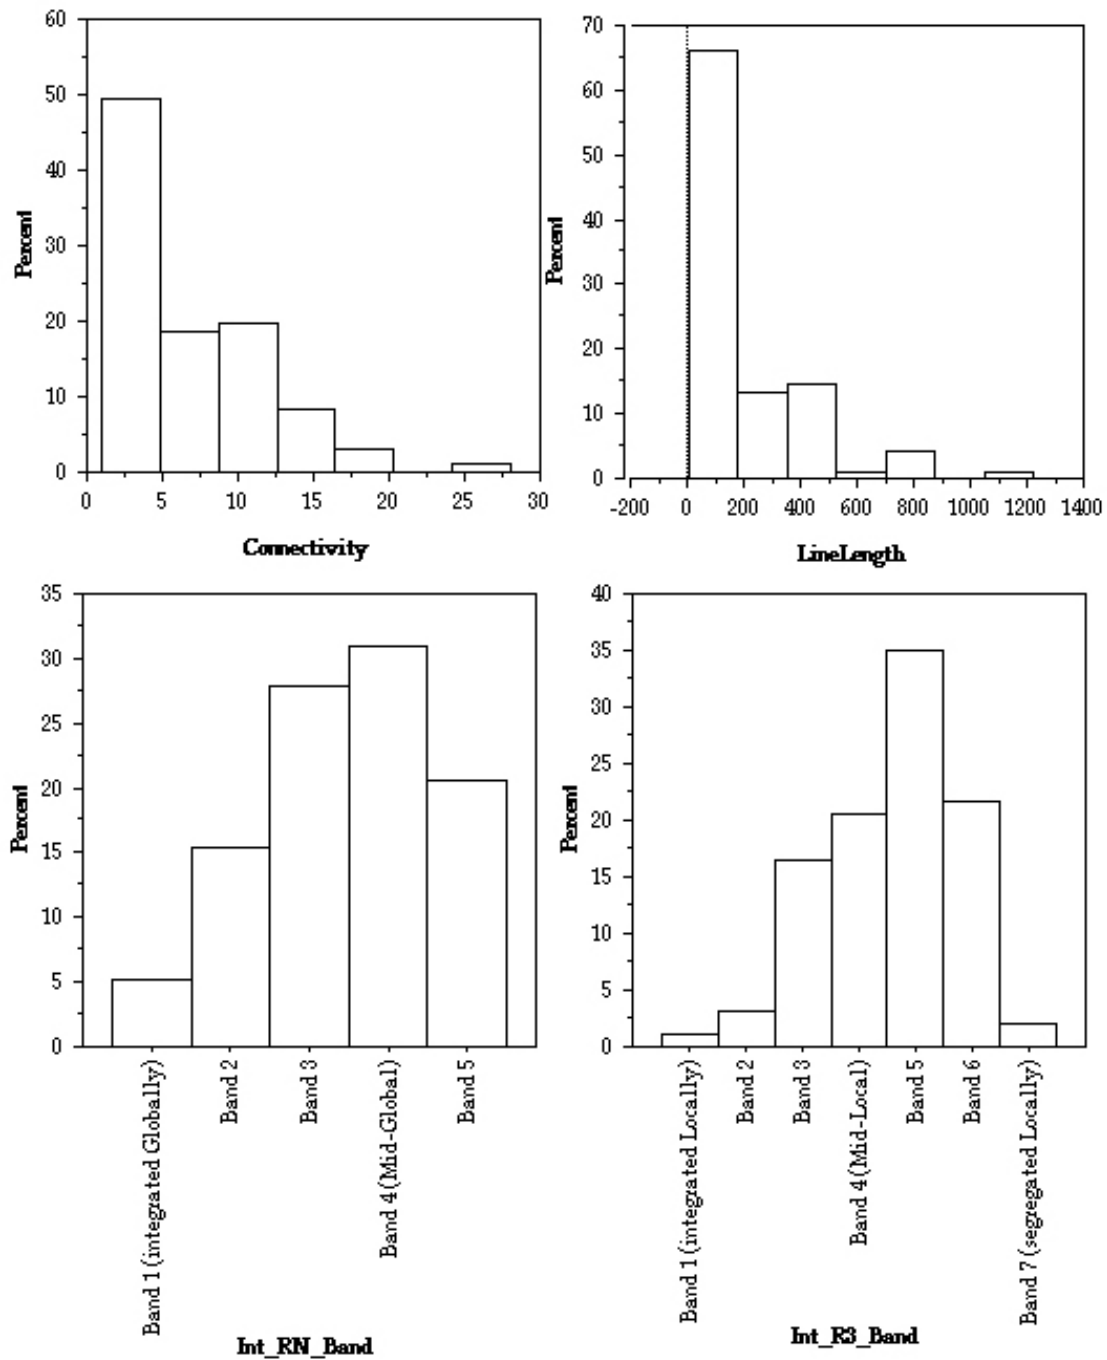 60
50
40
30
20
10
0
Percent
0 5 10 15 20 25 30
Connectivity
70
60
50
40
30
20
10
0
Percent
-200 0 200 400 600 800 1000 1200 1400
LineLength
35
30
25
20
15
10
5
0
Percent
Band 1 (integrated Globally)
Band 2
Band 3
Band 4 (Mid-Global)
Band 5
Int_RN_Band
40
35
30
25
20
15
10
5
0
Percent
Band 1 (integrated Locally)
Band 2
Band 3
Band 4 (Mid-Local)
Band 5
Band 6
Band 7 (segregated Locally)
Int_R3_Band